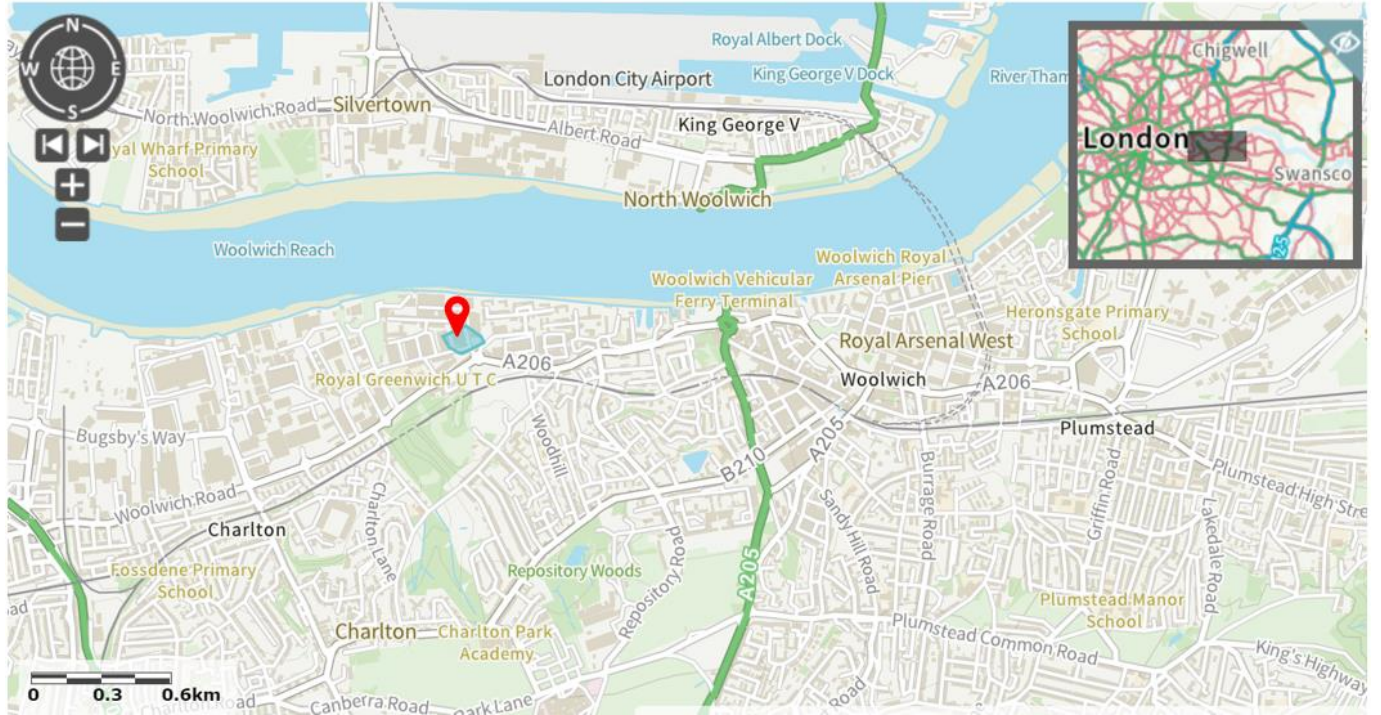 N
W
E
S
Royal Albert Dock
King George V Dock
London City Airport
Silvertown
North Woolwich Road
Albert Road
King George V
yal Wharf Primary
School
North Woolwich
Woolwich Reach
Chigwell
London
Swansco
Woolwich Royal
Arsenal Pier
Woolwich Vehicular
Ferry Terminal
Heronsgate Primary
School
Royal Arsenal West
A206
Royal Greenwich U T C
Woolwich
A206
Bugsby's Way
Woodhill
Plumstead
B210
A205
Plumstead High Stre
Woolwich Road
Charlton Lane
Charlton
Sandy Hill Road
Burrage Road
Griffin Road
Lakedale Road
Fossdene Primary
School
Repository Woods
Repository Road
A205
Plumstead Manor
School
Charlton
Charlton Park
Academy
Plumstead Common Road
King's Highway
0 0.3 0.6km
Canberra Road
Park Lane